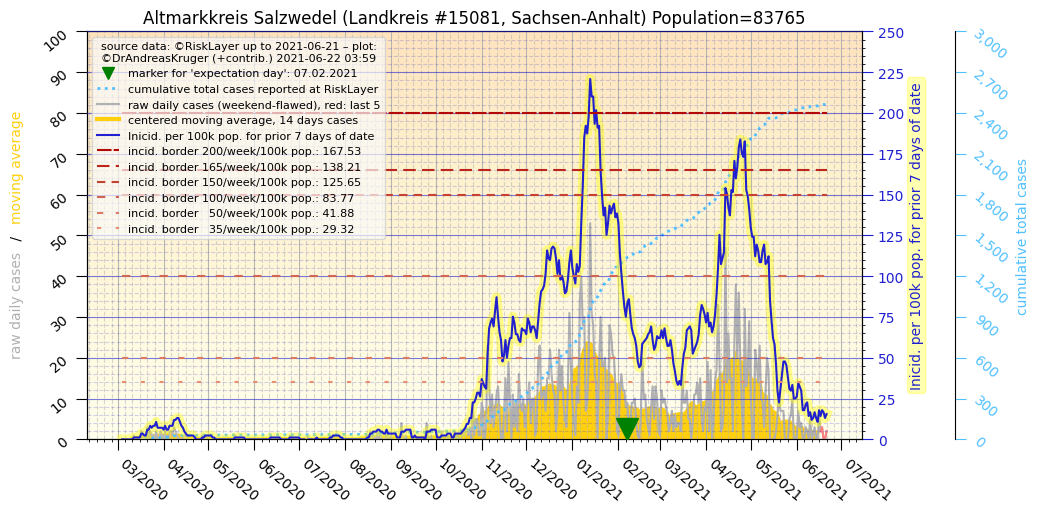 Altmarkkreis Salzwedel (Landkreis #15081, Sachsen-Anhalt) Population=83765
source data: ©RiskLayer up to 2021-06-21 – plot:
©DrAndreasKruger (+contrib.) 2021-06-22 03:59
marker for 'expectation day': 07.02.2021
cumulative total cases reported at RiskLayer
raw daily cases (weekend-flawed), red: last 5
centered moving average, 14 days cases
Inicid. per 100k pop. for prior 7 days of date
incid. border 200/week/100k pop.: 167.53
incid. border 165/week/100k pop.: 138.21
incid. border 150/week/100k pop.: 125.65
incid. border 100/week/100k pop.: 83.77
incid. border 50/week/100k pop.: 41.88
incid. border 35/week/100k pop.: 29.32
raw daily cases / moving average
100
90
80
70
60
50
40
30
20
10
0
03/2020
04/2020
05/2020
06/2020
07/2020
08/2020
09/2020
10/2020
11/2020
12/2020
01/2021
02/2021
03/2021
04/2021
05/2021
06/2021
07/2021
250
225
200
175
150
125
100
75
50
25
0
Inicid. per 100k pop. for prior 7 days of date
3,000
2,700
2,400
2,100
1,800
1,500
1,200
900
600
300
0
cumulative total cases